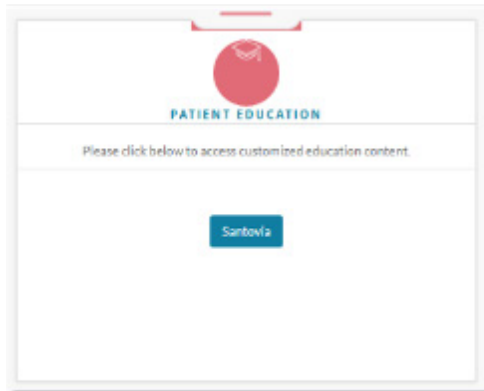 PATIENT EDUCATION
Please click below to access customized education content.
Santovia